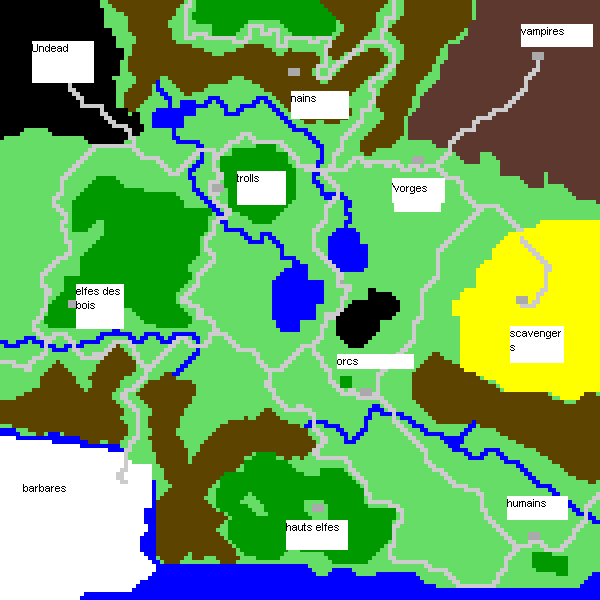 Undead
vampires
nains
trolls
vorges
elfes des
bois
scavenger
s
orcs
barbares
humains
hauts elfes